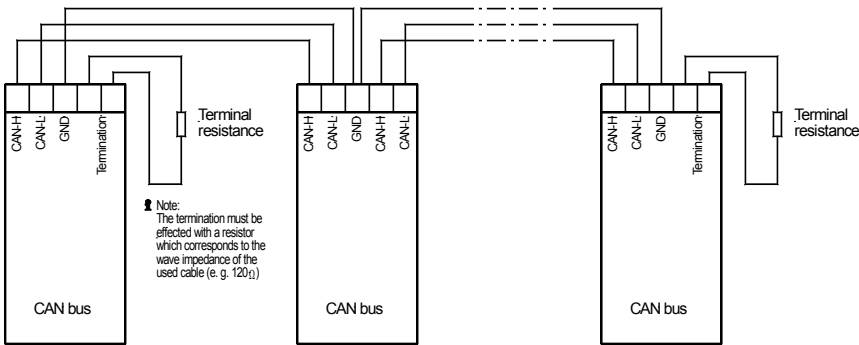 CAN-H
CAN-L
GND
Termination
Terminal
resistance
CAN bus
Note:
The termination must be
effected with a resistor
which corresponds to the
wave impedance of the
used cable (e. g. 120Ω)
CAN-H
CAN-L
GND
CAN-H
CAN-L
CAN bus
CAN-H
CAN-L
GND
Termination
Terminal
resistance
CAN bus